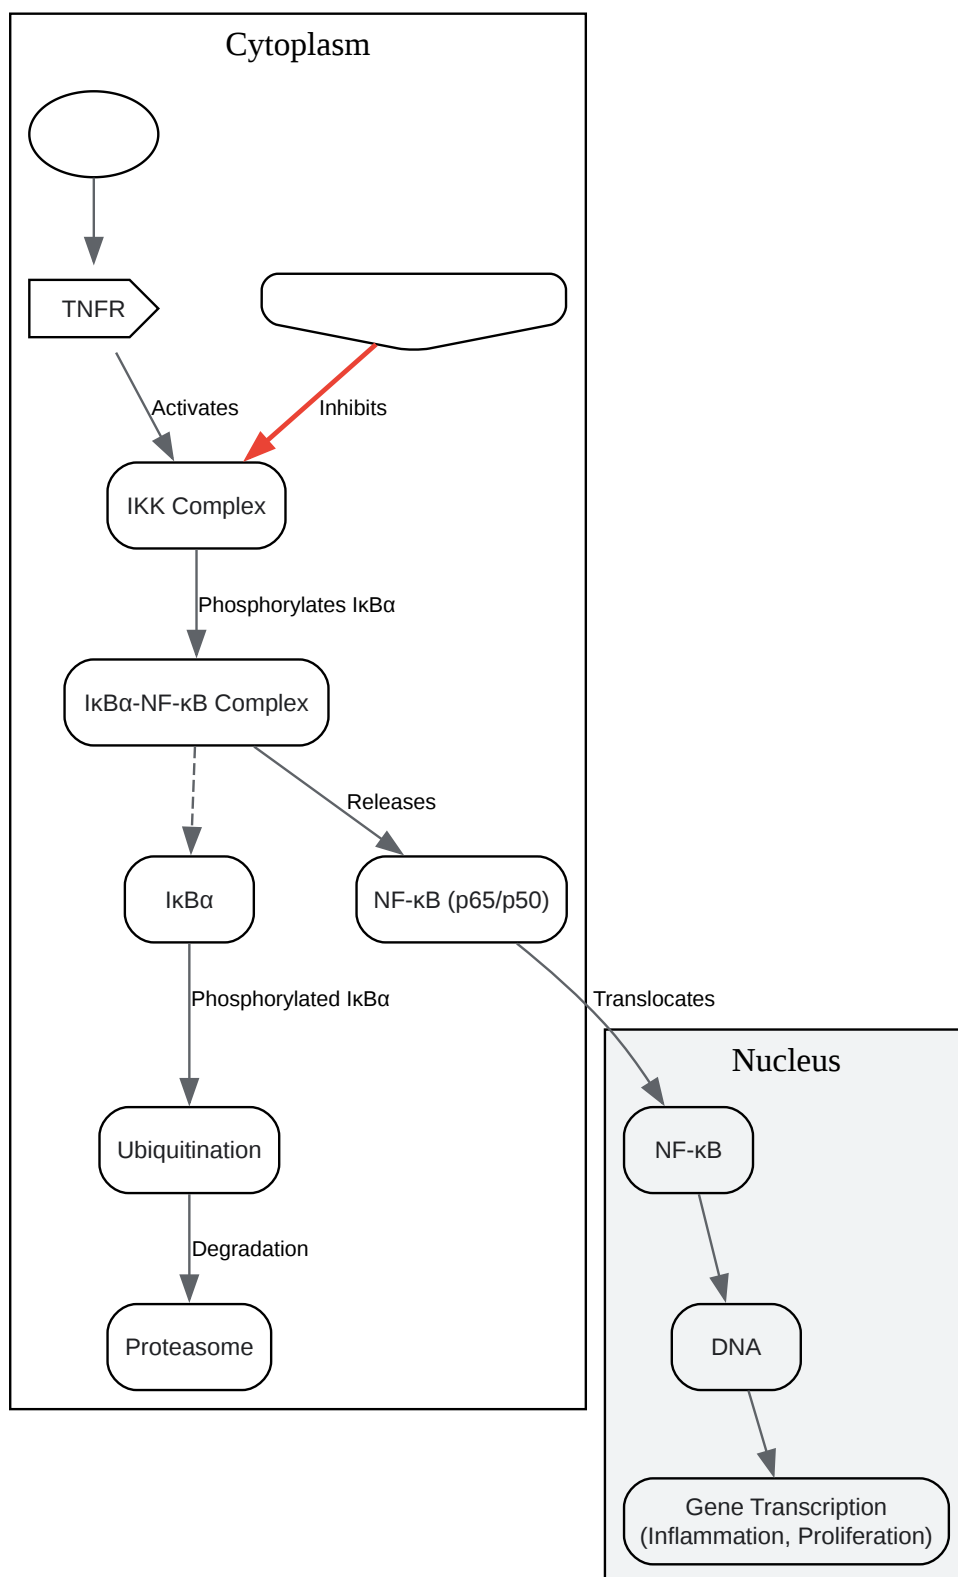 Cytoplasm
TNFR
Activates
Inhibits
IKK Complex
Phosphorylates IκBα
IκBα-NF-κB Complex
Releases
IκBα
NF-κB (p65/p50)
Phosphorylated IκBα
Translocates
Nucleus
Ubiquitination
NF-κB
Degradation
Proteasome
DNA
Gene Transcription
(Inflammation, Proliferation)